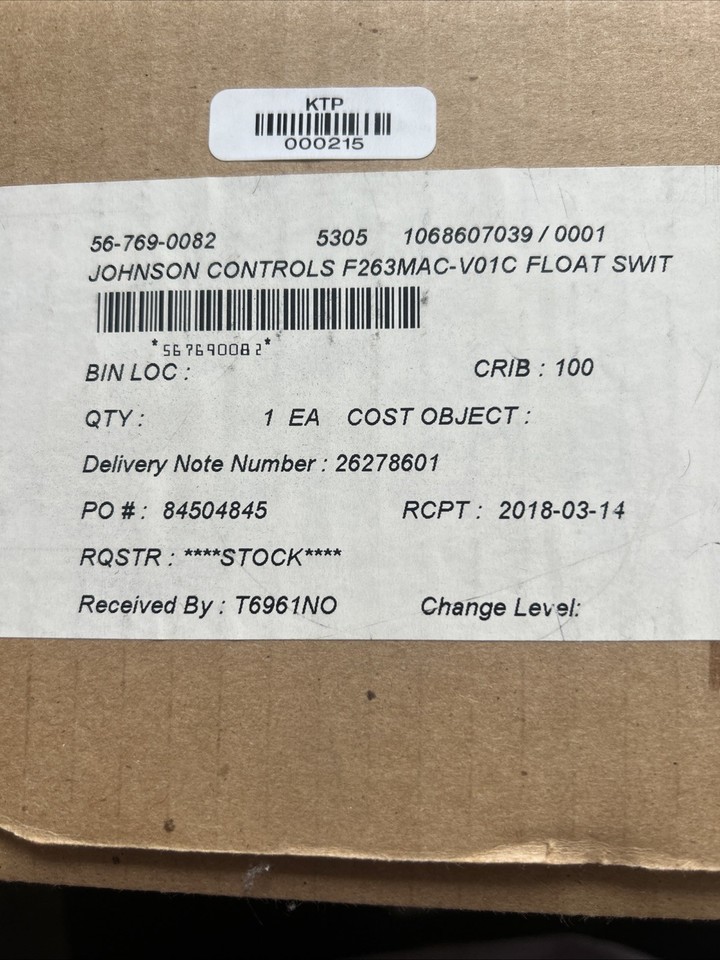 KTP
000215
56-769-0082 5305 1068607039 / 0001
JOHNSON CONTROLS F263MAC-V01C FLOAT SWIT
*567690082*
BIN LOC : CRIB : 100
QTY : 1 EA COST OBJECT :
Delivery Note Number : 26278601
PO # : 84504845 RCPT : 2018-03-14
RQSTR : ****STOCK****
Received By : T6961NO Change Level: